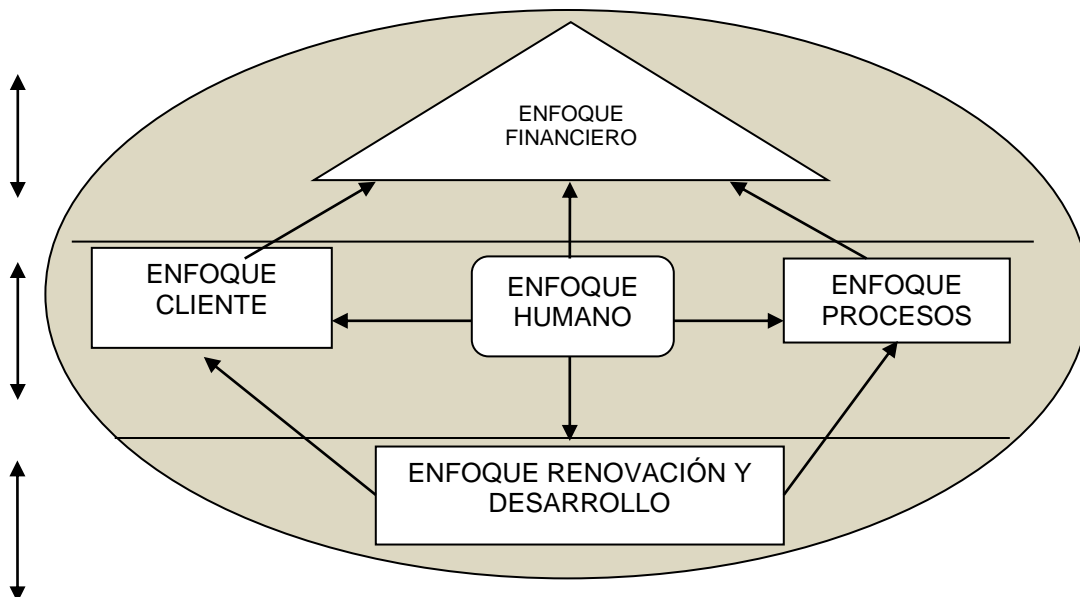 ENFOQUE
FINANCIERO
ENFOQUE
CLIENTE
ENFOQUE
HUMANO
ENFOQUE
PROCESOS
ENFOQUE RENOVACIÓN Y
DESARROLLO